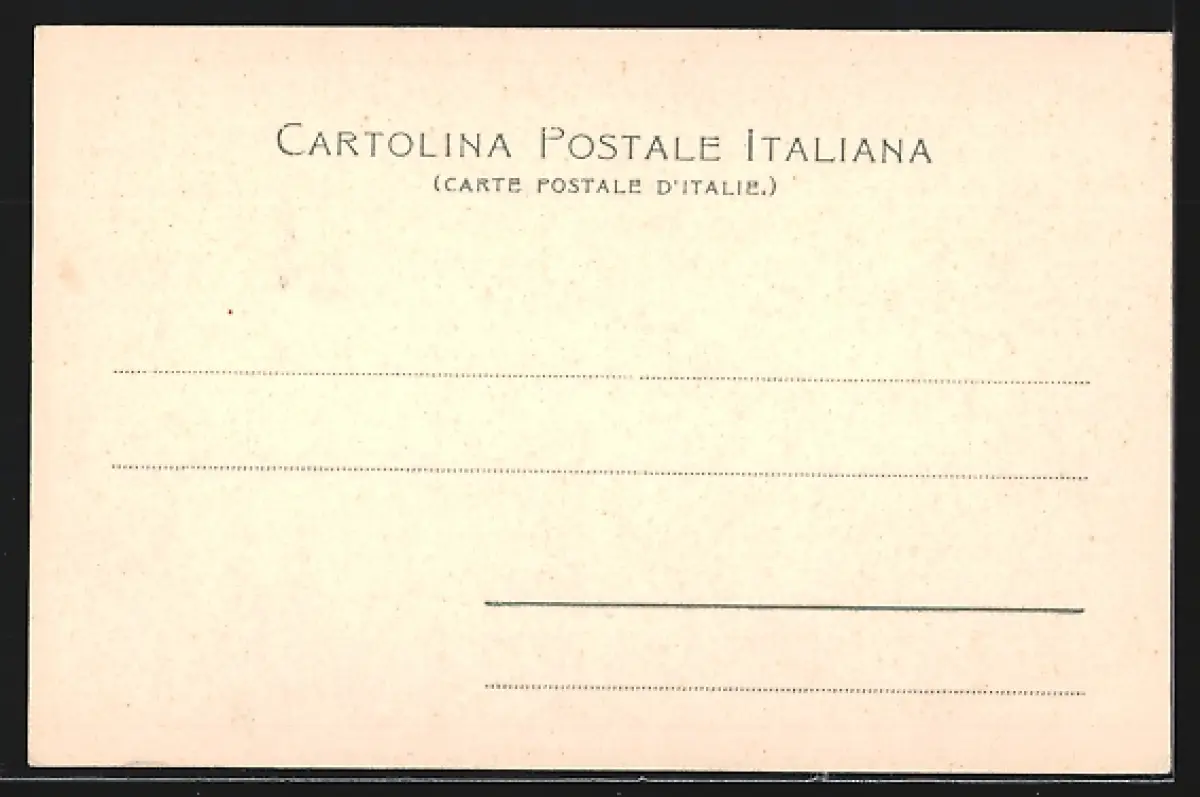 CARTOLINA POSTALE ITALIANA
(CARTE POSTALE D'ITALIE.)